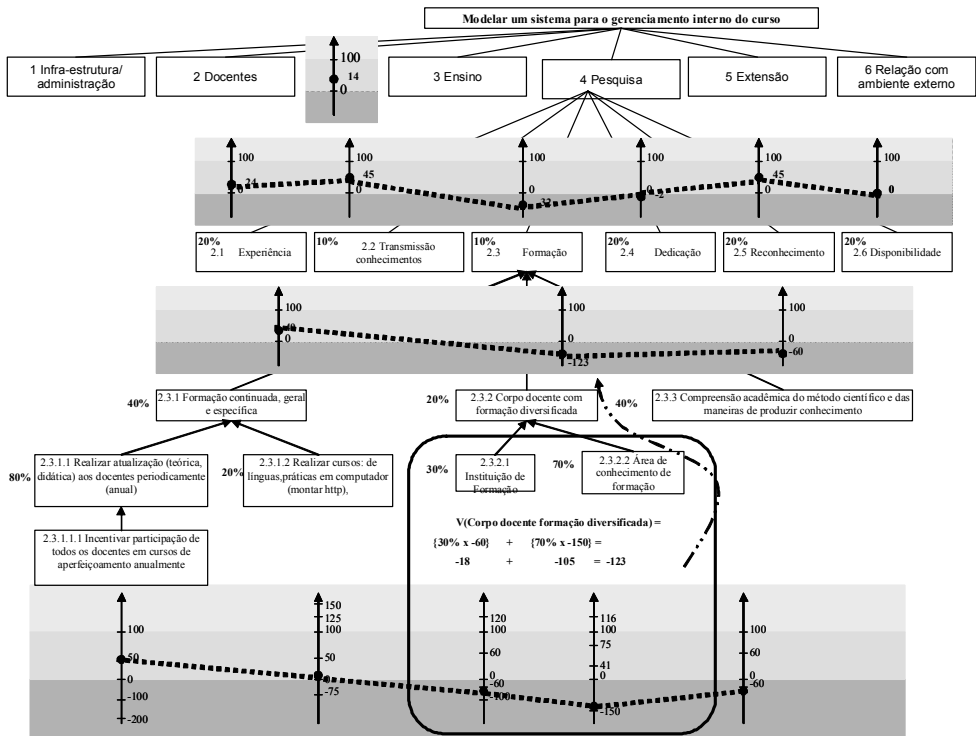 Modelar um sistema para o gerenciamento interno do curso
1 Infra-estrutura/
administração
2 Docentes
100
14
0
3 Ensino
4 Pesquisa
5 Extensão
6 Relação com
ambiente externo
100
24
0
100
45
0
100
0
-32
100
0
-2
100
45
0
100
0
20%
2.1 Experiência
10%
2.2 Transmissão
conhecimentos
10%
2.3 Formação
20%
2.4 Dedicação
20%
2.5 Reconhecimento
20%
2.6 Disponibilidade
100
40
0
100
0
-123
100
0
-60
40%
2.3.1 Formação continuada, geral
e especifica
20%
2.3.2 Corpo docente com
formação diversificada
40%
2.3.3 Compreensão acadêmica do método científico e das
maneiras de produzir conhecimento
80%
2.3.1.1 Realizar atualização (teórica,
didática) aos docentes periodicamente
(anual)
20%
2.3.1.2 Realizar cursos: de
línguas,práticas em computador
(montar http),
30%
2.3.2.1
Instituição de
Formação
70%
2.3.2.2 Área de
conhecimento de
formação
2.3.1.1.1 Incentivar participação de
todos os docentes em cursos de
aperfeiçoamento anualmente
V(Corpo docente formação diversificada) =
{30% x -60} + {70% x -150} =
-18 + -105 = -123
100
50
0
-100
-200
150
125
100
50
0
-75
120
100
60
0
-60
-100
116
100
75
41
0
-150
100
60
0
-60